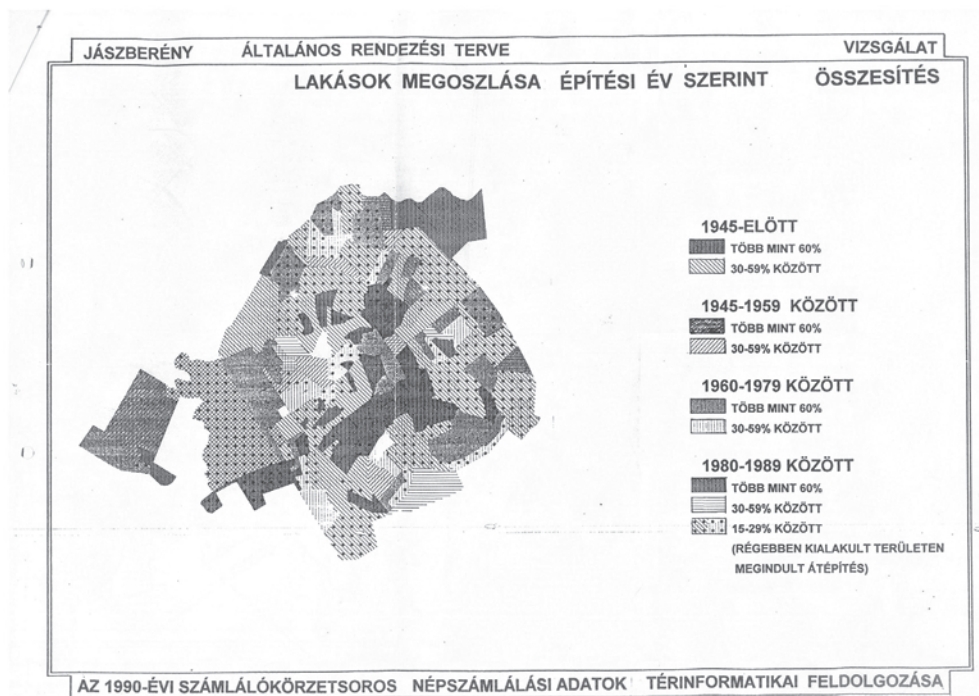 JÁSZBERÉNY ÁLTALÁNOS RENDEZÉSI TERVE VIZSGÁLAT
LAKÁSOK MEGOSZLÁSA ÉPÍTÉSI ÉV SZERINT ÖSSZESÍTÉS
1945-ELŐTT
TÖBB MINT 60%
30-59% KÖZÖTT
1945-1959 KÖZÖTT
TÖBB MINT 60%
30-59% KÖZÖTT
1960-1979 KÖZÖTT
TÖBB MINT 60%
30-59% KÖZÖTT
1980-1989 KÖZÖTT
TÖBB MINT 60%
30-59% KÖZÖTT
15-29% KÖZÖTT
(RÉGEBBEN KIALAKULT TERÜLETEN
MEGINDULT ÁTÉPÍTÉS)
AZ 1990-ÉVI SZÁMLÁLÓKÖRZETSOROS NÉPSZÁMLÁLÁSI ADATOK TÉRINFORMATIKAI FELDOLGOZÁSA